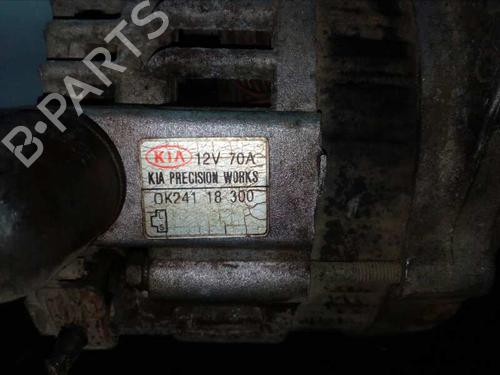 B-PARTS
KIA 12V 70A
KIA PRECISION WORKS
0K241 18 300